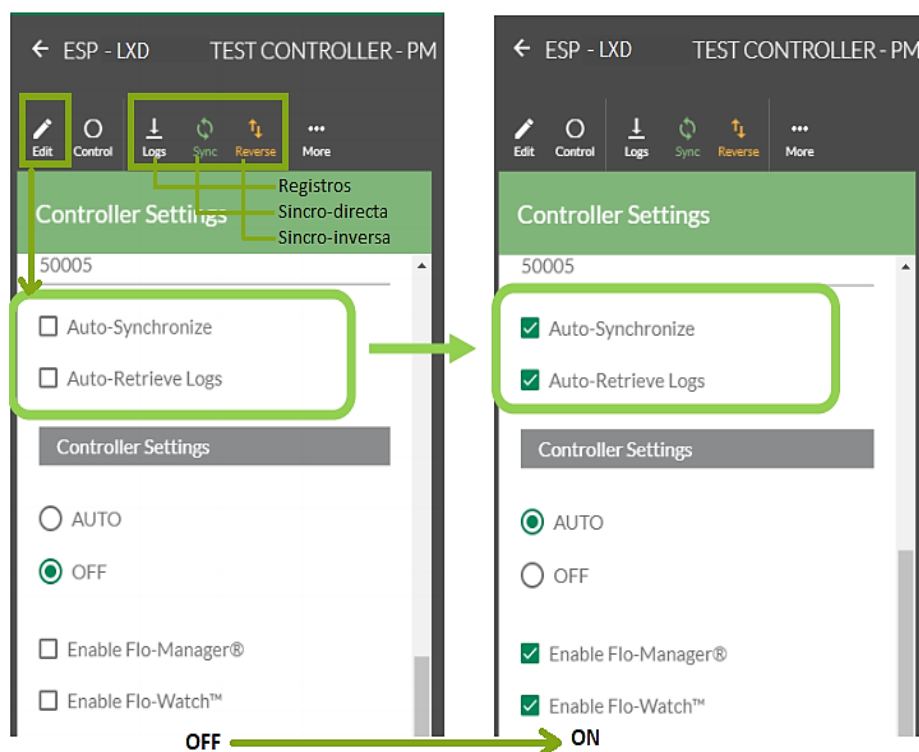 ESP - LXD TEST CONTROLLER - PM
Edit Control Logs Sync Reverse More
Registros
Sincro-directa
Sincro-inversa
Controller Settings
50005
Auto-Synchronize
Auto-Retrieve Logs
Controller Settings
AUTO
OFF
Enable Flo-Manager®
Enable Flo-Watch™
OFF
ESP - LXD TEST CONTROLLER - PM
Edit Control Logs Sync Reverse More
Controller Settings
50005
Auto-Synchronize
Auto-Retrieve Logs
Controller Settings
AUTO
OFF
Enable Flo-Manager®
Enable Flo-Watch™
ON